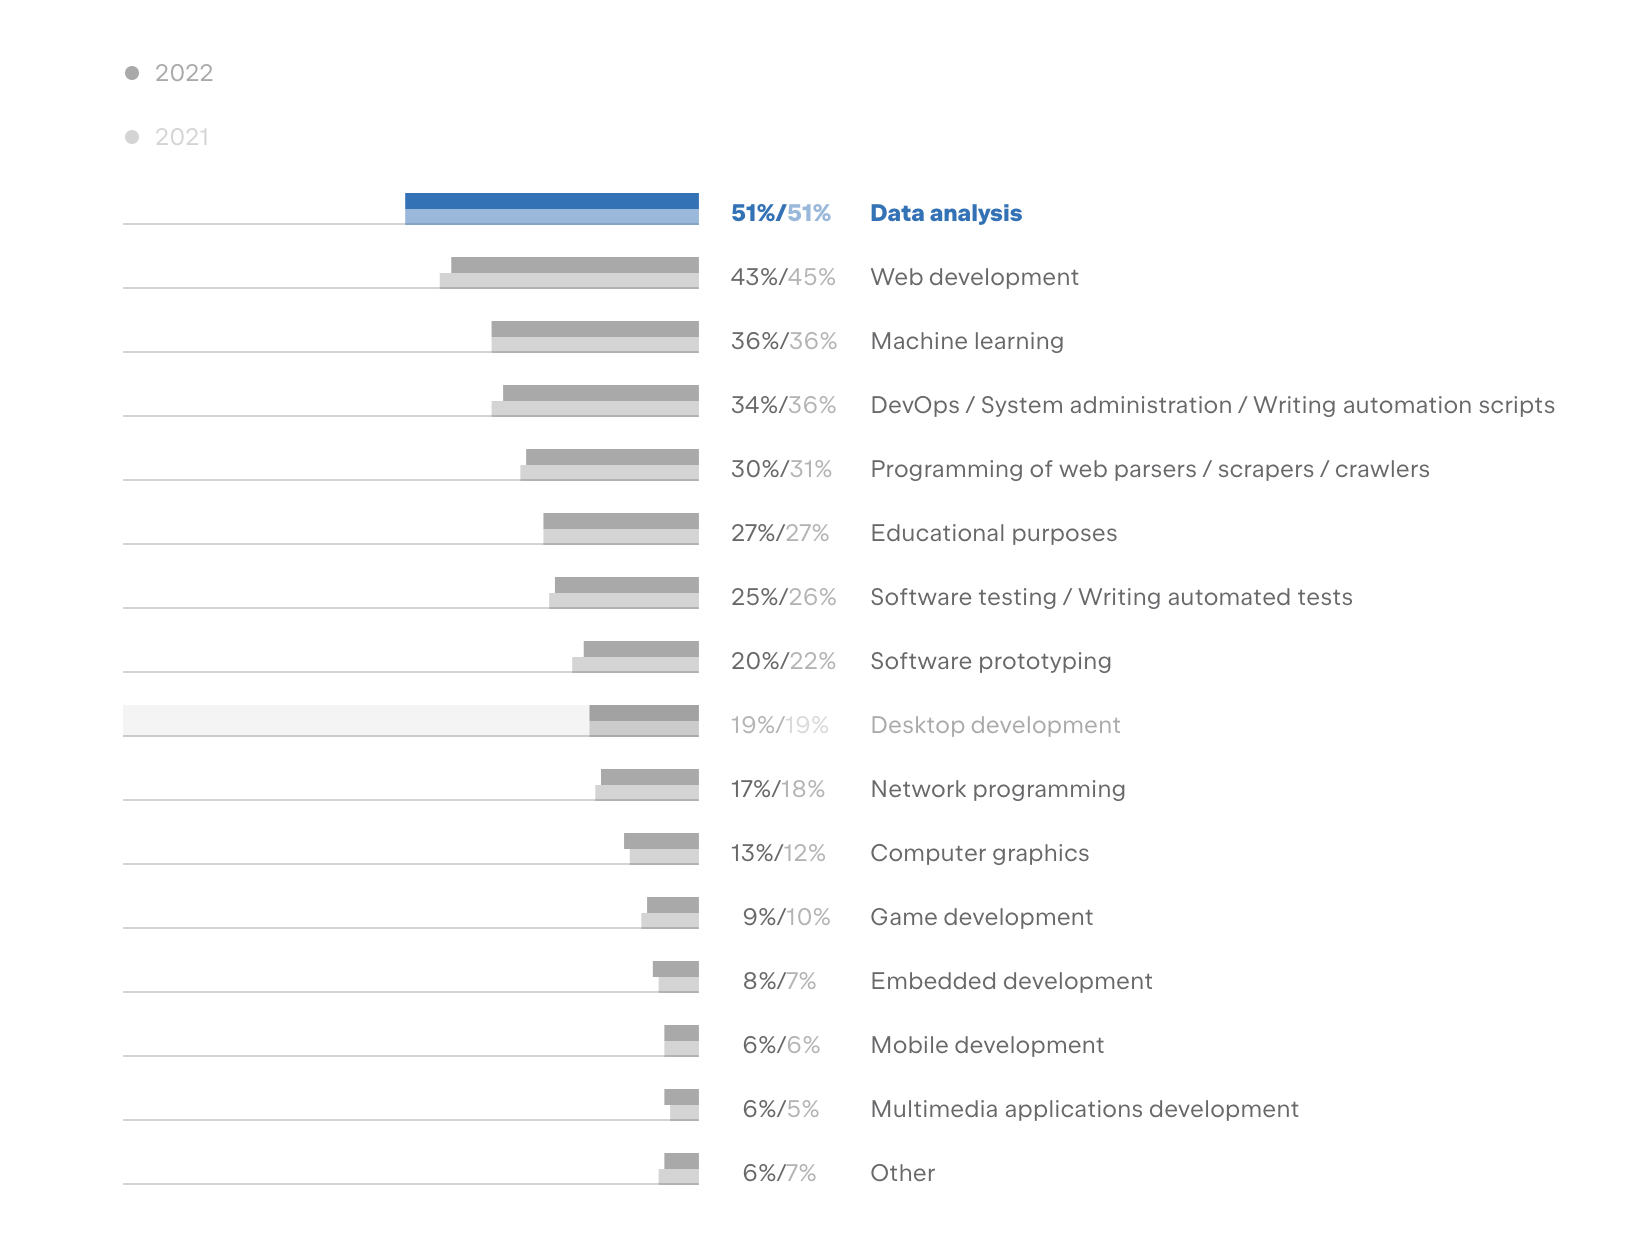 2022
2021
51%/51% Data analysis
43%/45% Web development
36%/36% Machine learning
34%/36% DevOps / System administration / Writing automation scripts
30%/31% Programming of web parsers / scrapers / crawlers
27%/27% Educational purposes
25%/26% Software testing / Writing automated tests
20%/22% Software prototyping
19%/19% Desktop development
17%/18% Network programming
13%/12% Computer graphics
9%/10% Game development
8%/7% Embedded development
6%/6% Mobile development
6%/5% Multimedia applications development
6%/7% Other